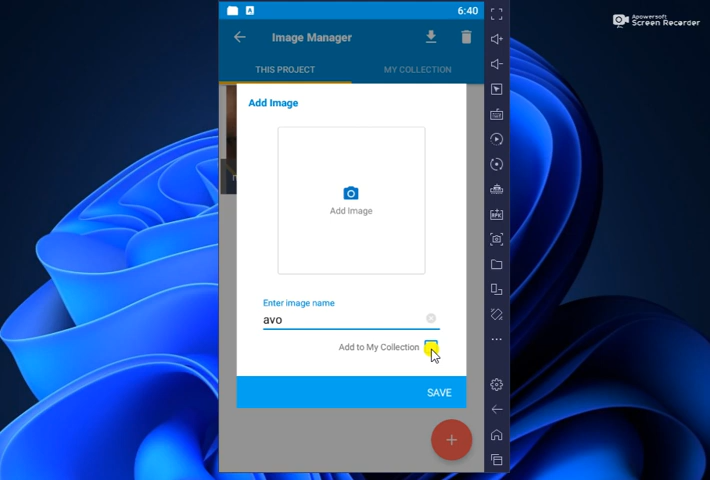 A
6:40
Apowersoft
Screen Recorder
Image Manager
THIS PROJECT
MY COLLECTION
Add Image
Add Image
Enter image name
avo
Add to My Collection
SAVE
+